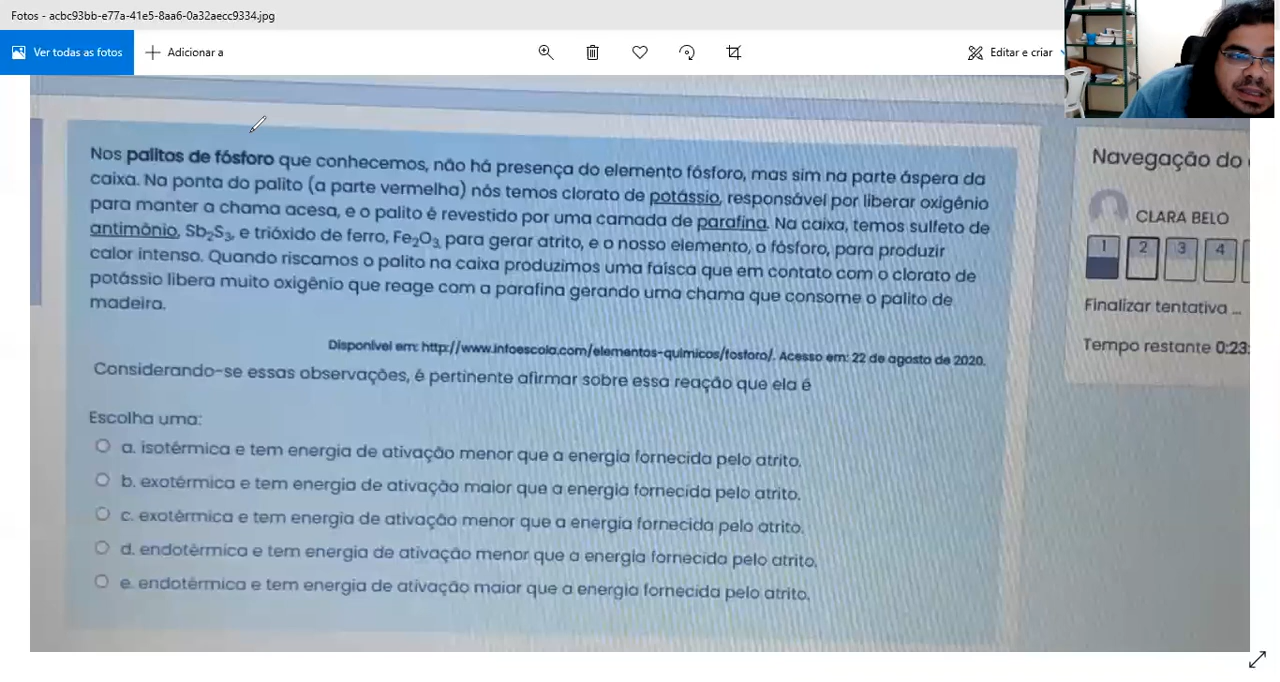 Fotos - acbc93bb-e77a-41e5-8aa6-0a32aecc9334.jpg
Ver todas as fotos
Adicionar a
Editar e criar
Nos palitos de fósforo que conhecemos, não há presença do elemento fósforo, mas sim na parte áspera da
caixa. Na ponta do palito (a parte vermelha) nós temos clorato de potássio, responsável por liberar oxigênio
para manter a chama acesa, e o palito é revestido por uma camada de parafina. Na caixa, temos sulfeto de
antimônio, Sb₂S₃, e trióxido de ferro, Fe₂O₃, para gerar atrito, e o nosso elemento, o fósforo, para produzir
calor intenso. Quando riscamos o palito na caixa produzimos uma faísca que em contato com o clorato de
potássio libera muito oxigênio que reage com a parafina gerando uma chama que consome o palito de
madeira.
Disponível em: http://www.infoescola.com/elementos-quimicos/fosforo/. Acesso em: 22 de agosto de 2020.
Considerando-se essas observações, é pertinente afirmar sobre essa reação que ela é
Escolha uma:
a. isotérmica e tem energia de ativação menor que a energia fornecida pelo atrito.
b. exotérmica e tem energia de ativação maior que a energia fornecida pelo atrito.
c. exotérmica e tem energia de ativação menor que a energia fornecida pelo atrito.
d. endotérmica e tem energia de ativação menor que a energia fornecida pelo atrito.
e. endotérmica e tem energia de ativação maior que a energia fornecida pelo atrito.
Navegação do
CLARA BELO
1 2 3 4
Finalizar tentativa ...
Tempo restante 0:23: